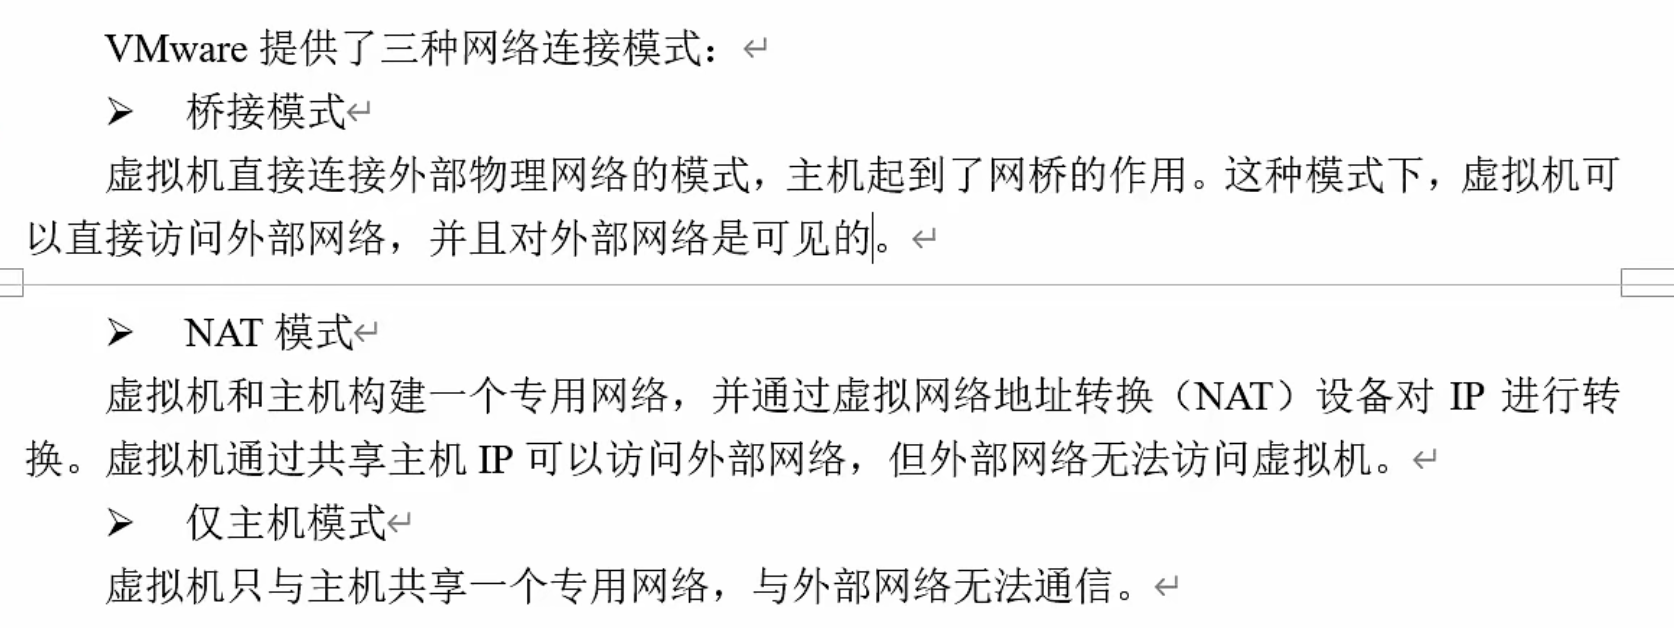 VMware 提供了三种网络连接模式：
➢ 桥接模式
虚拟机直接连接外部物理网络的模式，主机起到了网桥的作用。这种模式下，虚拟机可
以直接访问外部网络，并且对外部网络是可见的。
➢ NAT 模式
虚拟机和主机构建一个专用网络，并通过虚拟网络地址转换（NAT）设备对 IP 进行转
换。虚拟机通过共享主机 IP 可以访问外部网络，但外部网络无法访问虚拟机。
➢ 仅主机模式
虚拟机只与主机共享一个专用网络，与外部网络无法通信。